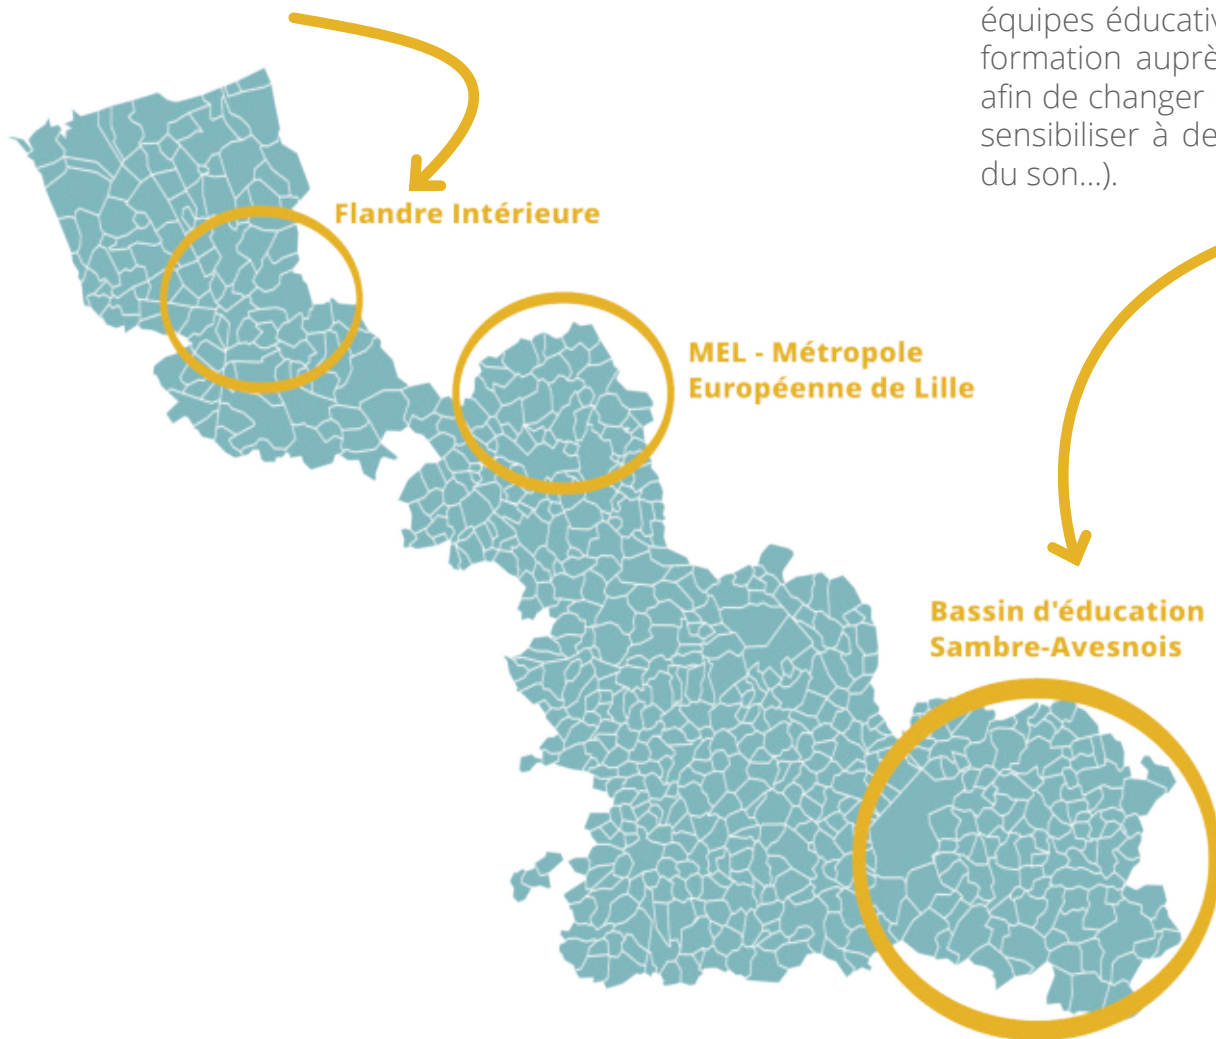 équipes éducativ
formation auprè
afin de changer
sensibiliser à de
du son...).
Flandre Intérieure
MEL - Métropole
Européenne de Lille
Bassin d'éducation
Sambre-Avesnois